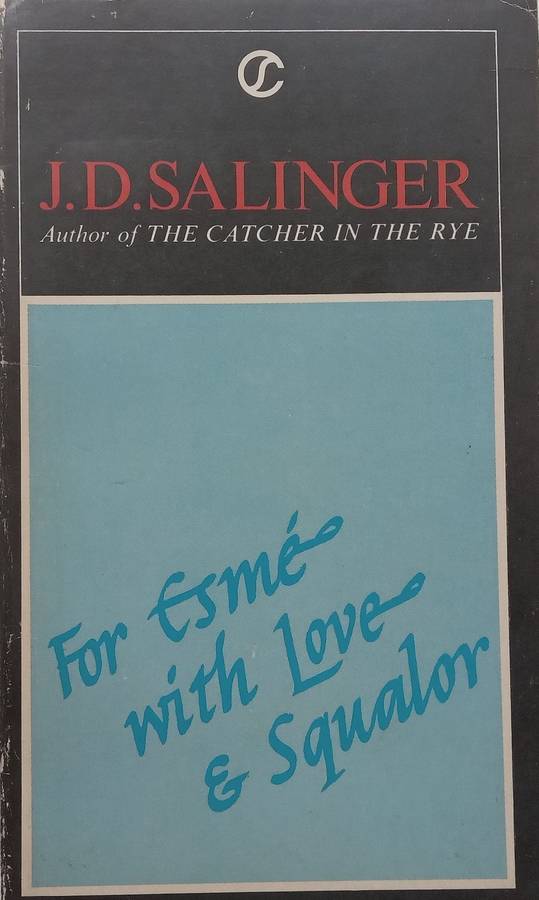 J.D.SALINGER
Author of THE CATCHER IN THE RYE
For Esmé
with Love
& Squalor